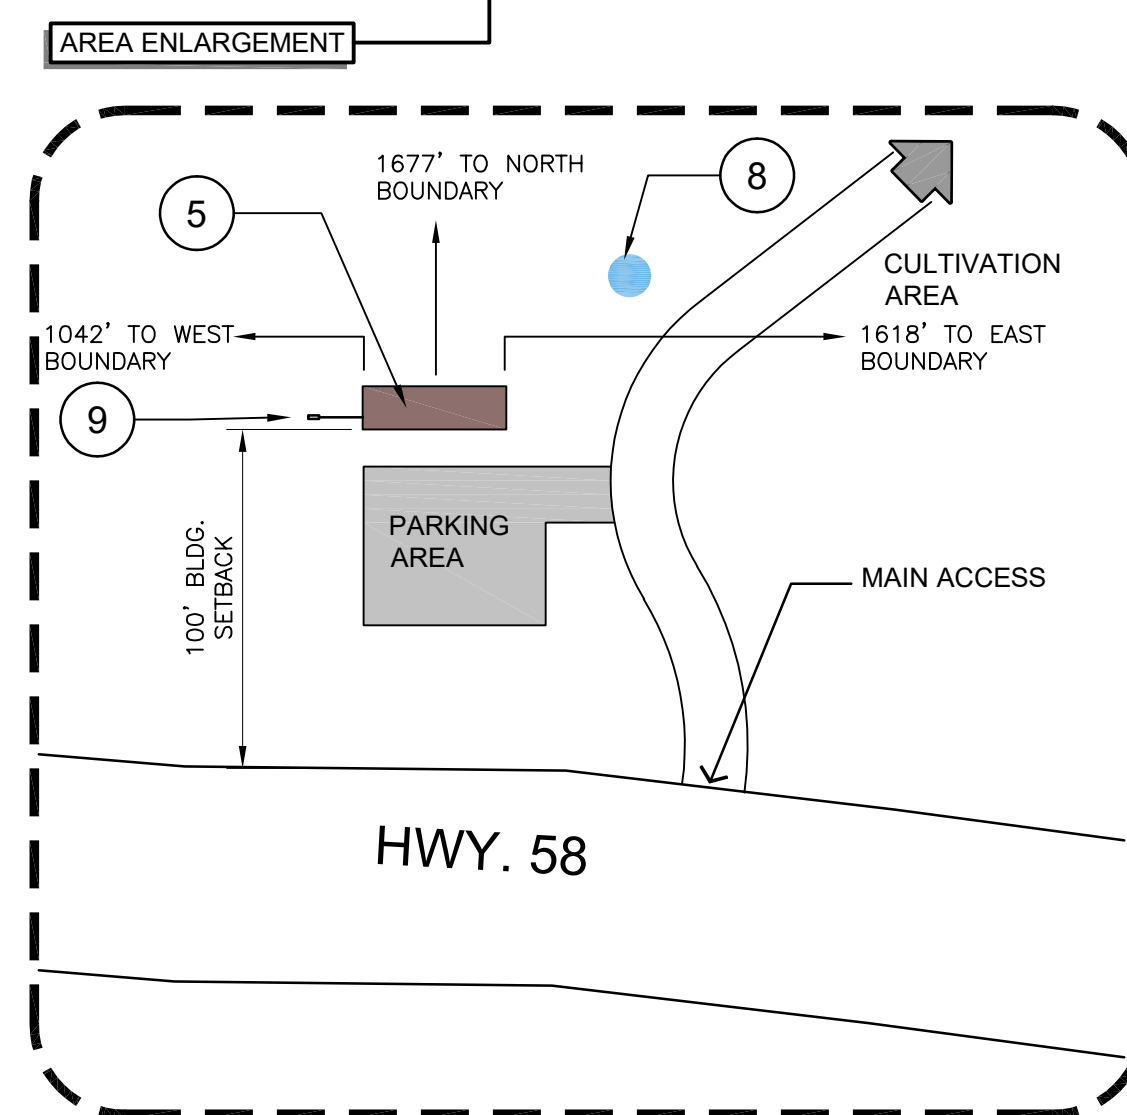 AREA ENLARGEMENT
1677' TO NORTH
BOUNDARY
8
5
CULTIVATION
AREA
1042' TO WEST
BOUNDARY
1618' TO EAST
BOUNDARY
9
PARKING
AREA
100' BLDG.
SETBACK
MAIN ACCESS
HWY. 58